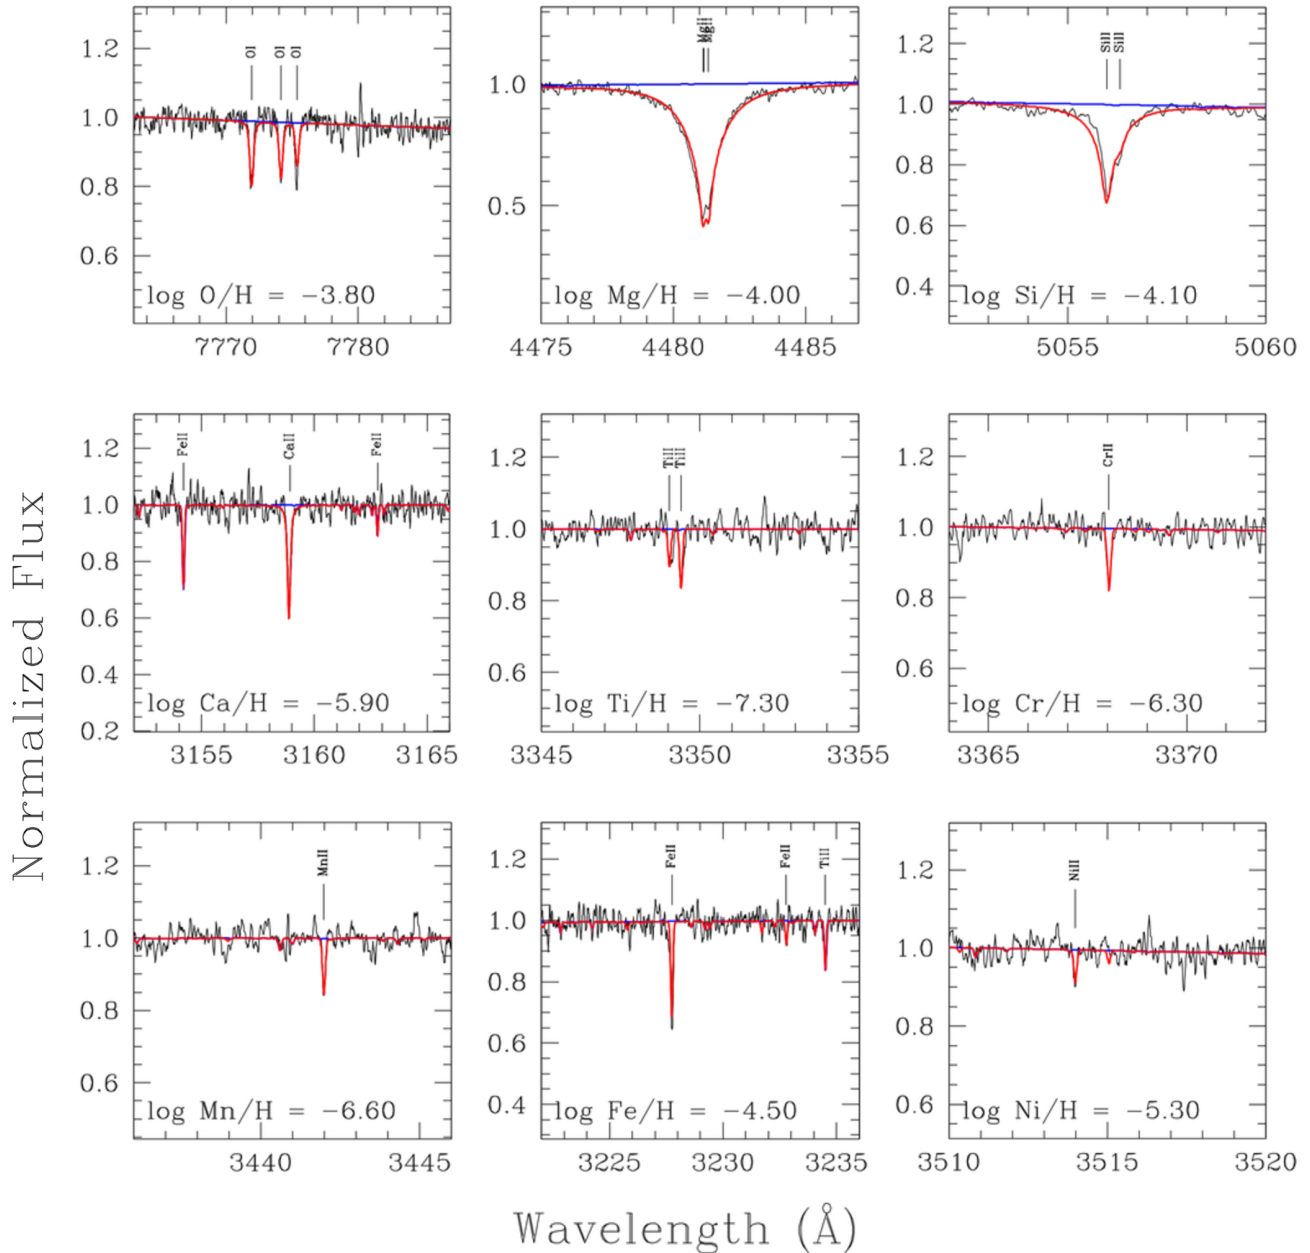 OI OI OI
1.2
1.0
0.8
0.6
log O/H = −3.80
7770 7780
MgII MgII
1.0
0.5
log Mg/H = −4.00
4475 4480 4485
SiII SiII
1.2
1.0
0.8
0.6
0.4
log Si/H = −4.10
5055 5060
Normalized Flux
FeII CaII FeII
1.2
1.0
0.8
0.6
0.4
0.2
log Ca/H = −5.90
3155 3160 3165
TiII TiII
1.2
1.0
0.8
0.6
log Ti/H = −7.30
3345 3350 3355
CrII
1.2
1.0
0.8
0.6
log Cr/H = −6.30
3365 3370
MnII
1.2
1.0
0.8
0.6
log Mn/H = −6.60
3440 3445
FeII FeII TiII
1.2
1.0
0.8
0.6
0.4
log Fe/H = −4.50
3225 3230 3235
NiII
1.2
1.0
0.8
0.6
log Ni/H = −5.30
3510 3515 3520
Wavelength (Å)